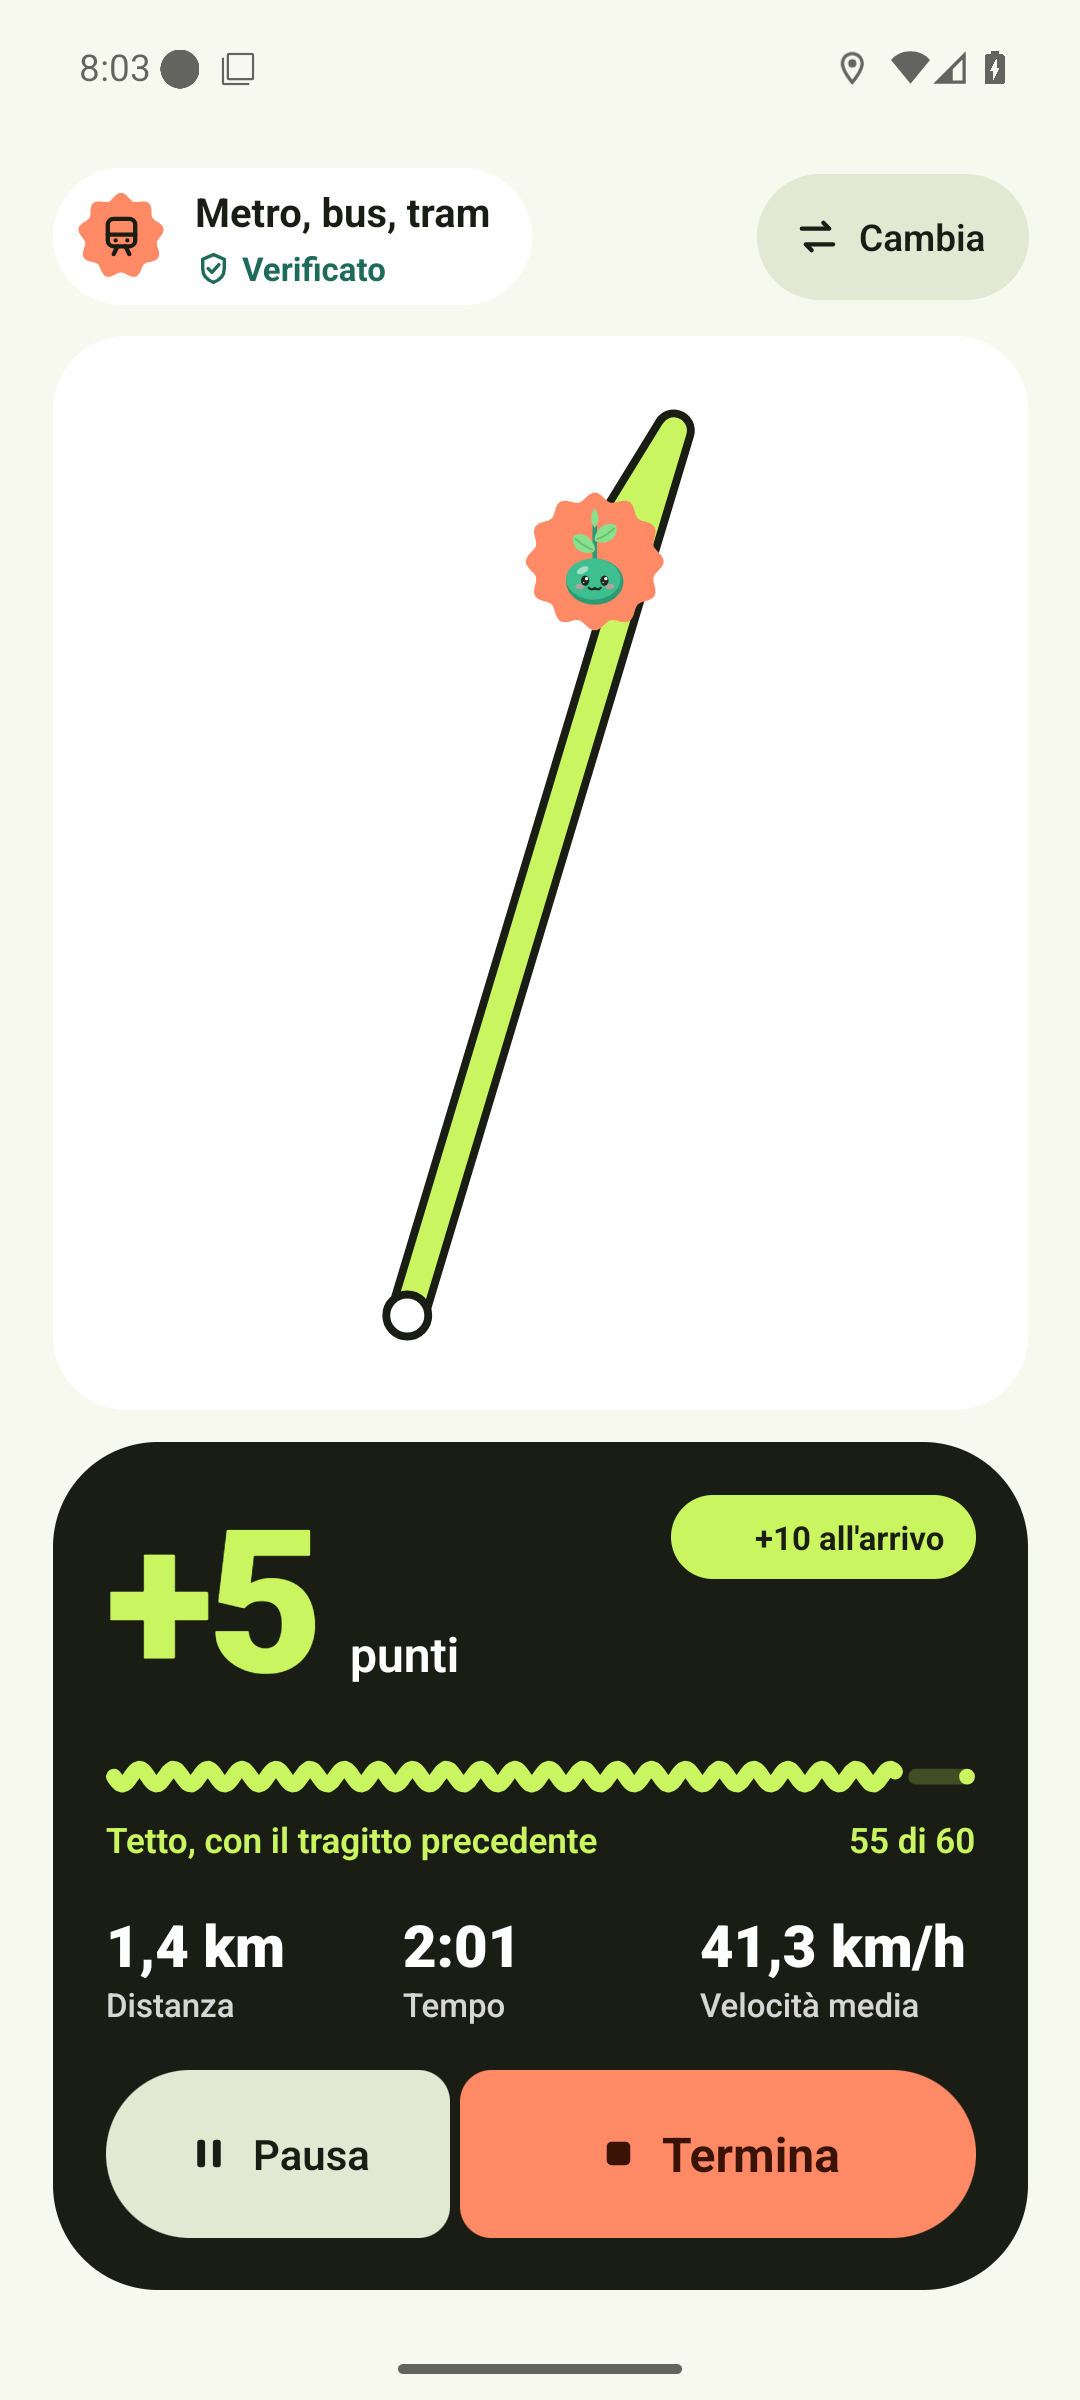 8:03
Metro, bus, tram
Verificato
Cambia
+5 punti
+10 all'arrivo
Tetto, con il tragitto precedente
55 di 60
1,4 km
2:01
41,3 km/h
Distanza
Tempo
Velocità media
Pausa
Termina